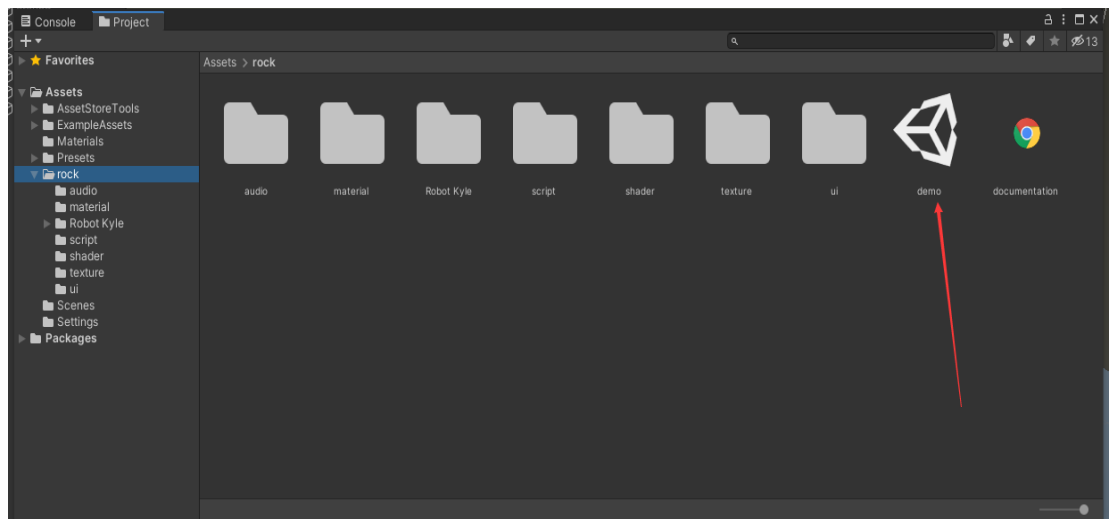 Console Project
13
Favorites
Assets > rock
Assets
AssetStoreTools
ExampleAssets
Materials
Presets
rock
audio
material
Robot Kyle
script
shader
texture
ui
Scenes
Settings
Packages
audio material Robot Kyle script shader texture ui demo documentation